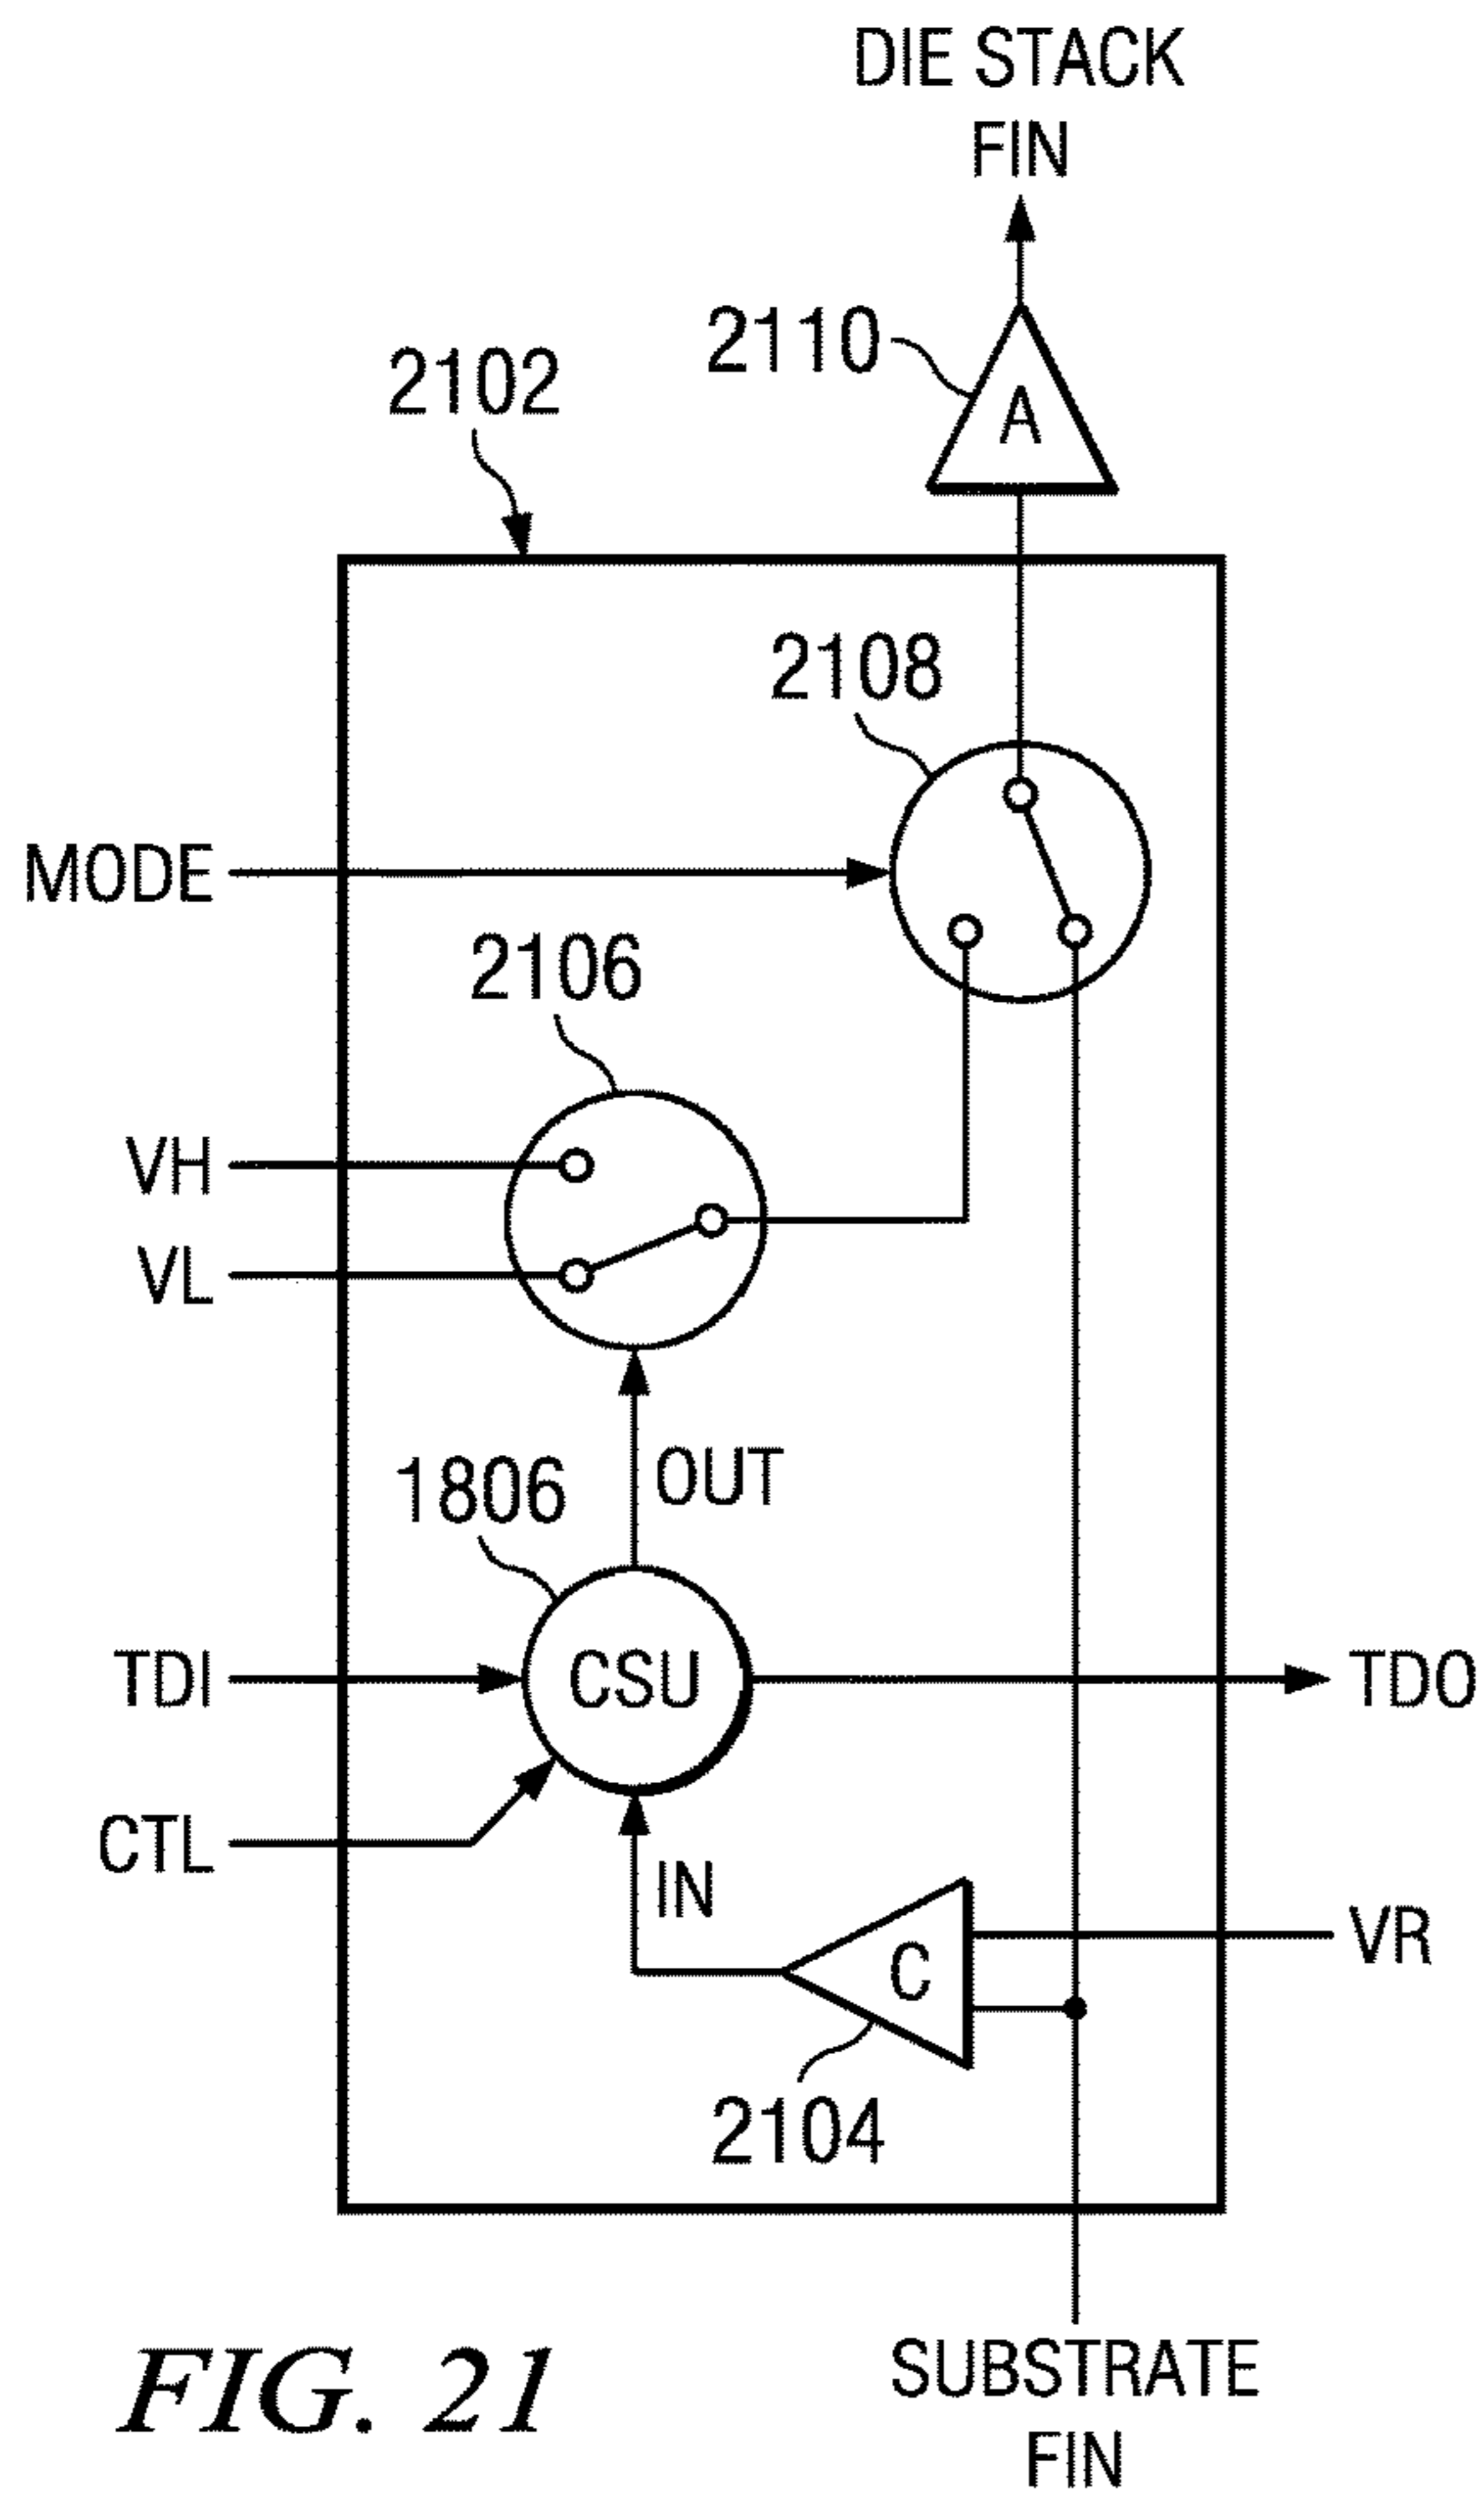 DIE STACK
FIN
2110
A
2102
2108
MODE
2106
VH
VL
OUT
1806
TDI
CSU
TDO
CTL
IN
VR
C
2104
SUBSTRATE
FIN
FIG. 21